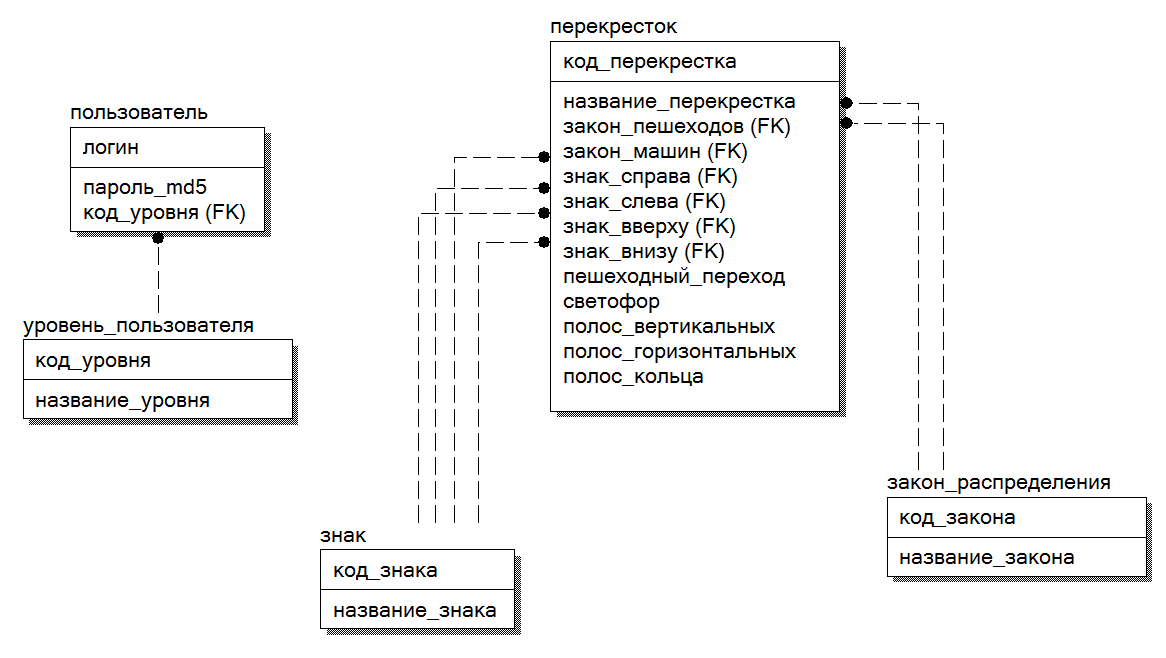 перекресток
код_перекрестка
название_перекрестка
закон_пешеходов (FK)
закон_машин (FK)
знак_справа (FK)
знак_слева (FK)
знак_вверху (FK)
знак_внизу (FK)
пешеходный_переход
светофор
полос_вертикальных
полос_горизонтальных
полос_кольца
пользователь
логин
пароль_md5
код_уровня (FK)
уровень_пользователя
код_уровня
название_уровня
знак
код_знака
название_знака
закон_распределения
код_закона
название_закона